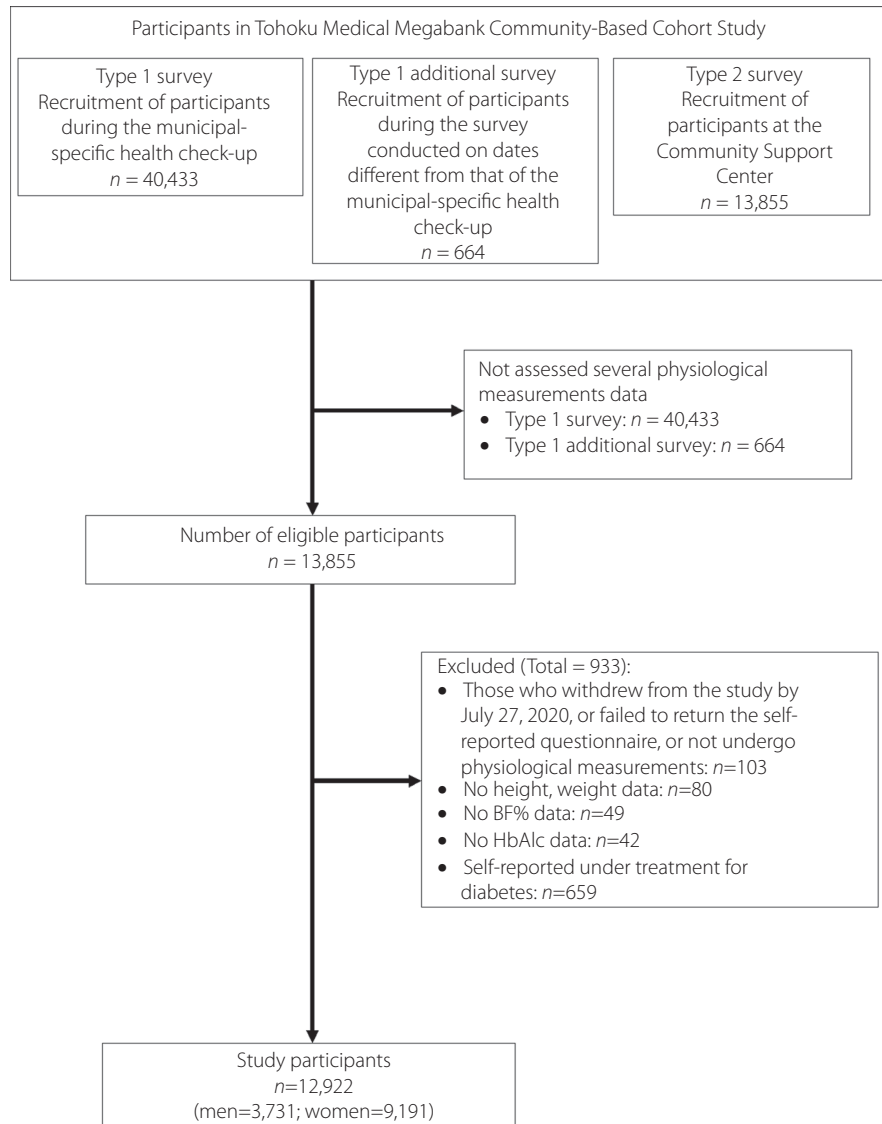 Participants in Tohoku Medical Megabank Community-Based Cohort Study
Type 1 survey
Recruitment of participants
during the municipal-
specific health check-up
n = 40,433
Type 1 additional survey
Recruitment of participants
during the survey
conducted on dates
different from that of the
municipal-specific health
check-up
n = 664
Type 2 survey
Recruitment of
participants at the
Community Support
Center
n = 13,855
Not assessed several physiological
measurements data
• Type 1 survey: n = 40,433
• Type 1 additional survey: n = 664
Number of eligible participants
n = 13,855
Excluded (Total = 933):
• Those who withdrew from the study by
July 27, 2020, or failed to return the self-
reported questionnaire, or not undergo
physiological measurements: n=103
• No height, weight data: n=80
• No BF% data: n=49
• No HbAlc data: n=42
• Self-reported under treatment for
diabetes: n=659
Study participants
n=12,922
(men=3,731; women=9,191)